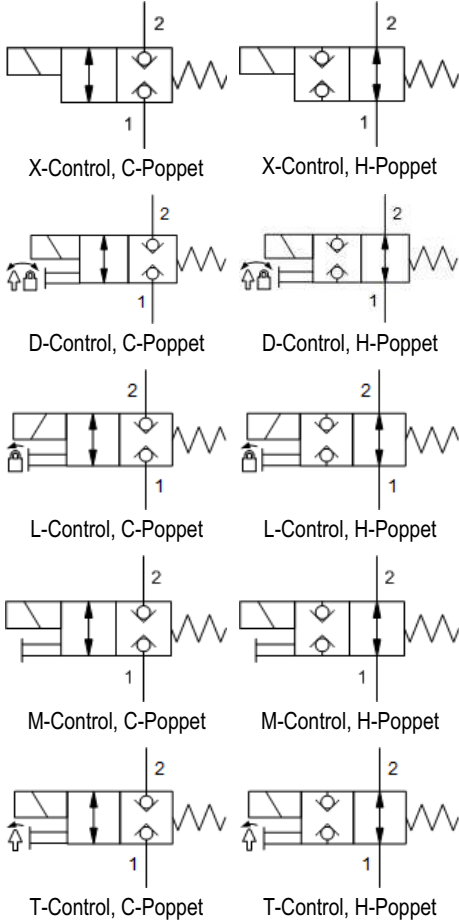 2 2
1 1
X-Control, C-Poppet X-Control, H-Poppet
2 2
1 1
D-Control, C-Poppet D-Control, H-Poppet
2 2
1 1
L-Control, C-Poppet L-Control, H-Poppet
2 2
1 1
M-Control, C-Poppet M-Control, H-Poppet
2 2
1 1
T-Control, C-Poppet T-Control, H-Poppet